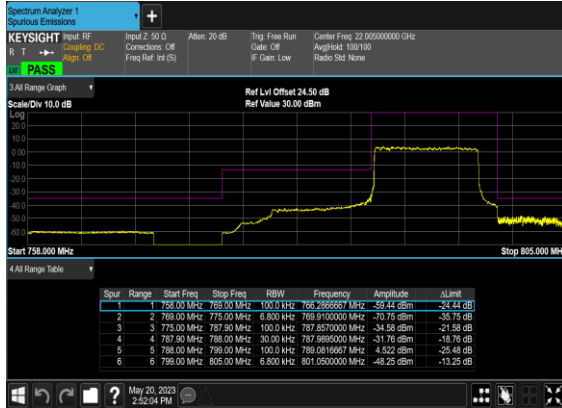 Spectrum Analyzer 1
Spurious Emissions
KEYSIGHT Input: RF Input Z: 50 Ω Atten: 20 dB Trig: Free Run Center Freq: 22.005000000 GHz
R T Coupling: DC Corrections: Off Gate: Off Avg|Hold: 100/100
Align: Off Freq Ref: Int (S) IF Gain: Low Radio Std: None
PASS
3 All Range Graph
Ref Lvl Offset 24.50 dB
Scale/Div 10.0 dB Ref Value 30.00 dBm
Log
20.0
10.0
0.00
-10.0
-20.0
-30.0
-40.0
-50.0
-60.0
Start 758.000 MHz Stop 805.000 MHz
4 All Range Table
Spur Range Start Freq Stop Freq RBW Frequency Amplitude ΔLimit
1 1 758.00 MHz 769.00 MHz 100.0 kHz 766.2866667 MHz -59.44 dBm -24.44 dB
2 2 769.00 MHz 775.00 MHz 6.800 kHz 769.9100000 MHz -70.75 dBm -35.75 dB
3 3 775.00 MHz 787.90 MHz 100.0 kHz 787.8570000 MHz -34.58 dBm -21.58 dB
4 4 787.90 MHz 788.00 MHz 30.00 kHz 787.9895000 MHz -31.76 dBm -18.76 dB
5 5 788.00 MHz 799.00 MHz 100.0 kHz 789.0816667 MHz 4.522 dBm -25.48 dB
6 6 799.00 MHz 805.00 MHz 6.800 kHz 801.0500000 MHz -48.25 dBm -13.25 dB
May 20, 2023
2:52:04 PM